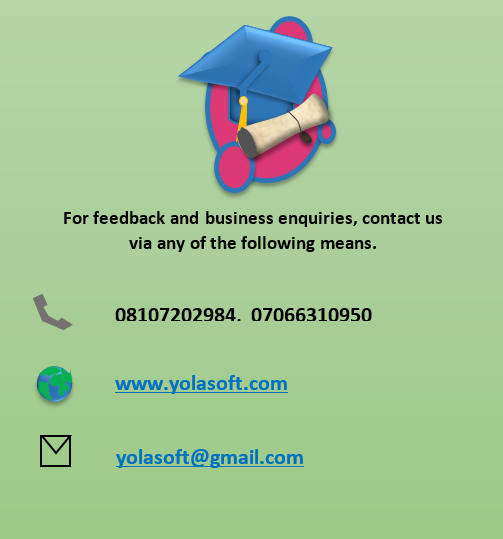 For feedback and business enquiries, contact us
via any of the following means.
08107202984, 07066310950
www.yolasoft.com
yolasoft@gmail.com